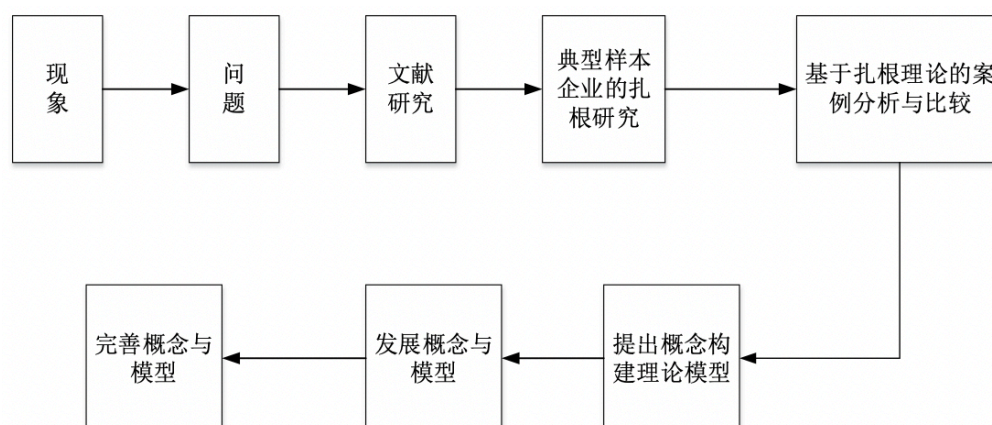 现
象
问
题
文献
研究
典型样本
企业的扎
根研究
基于扎根理论的案
例分析与比较
提出概念构
建理论模型
发展概念与
模型
完善概念与
模型